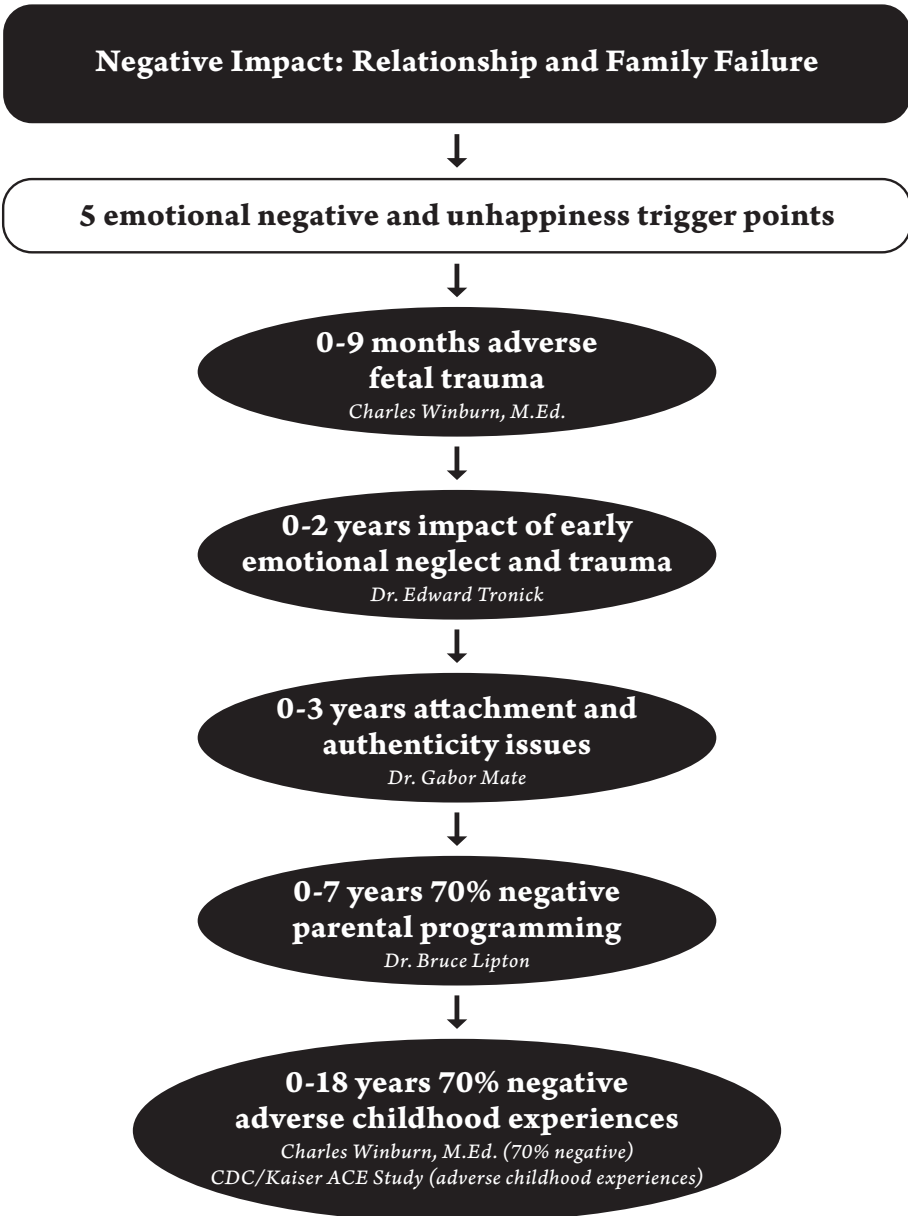 Negative Impact: Relationship and Family Failure
5 emotional negative and unhappiness trigger points
0-9 months adverse
fetal trauma
Charles Winburn, M.Ed.
0-2 years impact of early
emotional neglect and trauma
Dr. Edward Tronick
0-3 years attachment and
authenticity issues
Dr. Gabor Mate
0-7 years 70% negative
parental programming
Dr. Bruce Lipton
0-18 years 70% negative
adverse childhood experiences
Charles Winburn, M.Ed. (70% negative)
CDC/Kaiser ACE Study (adverse childhood experiences)